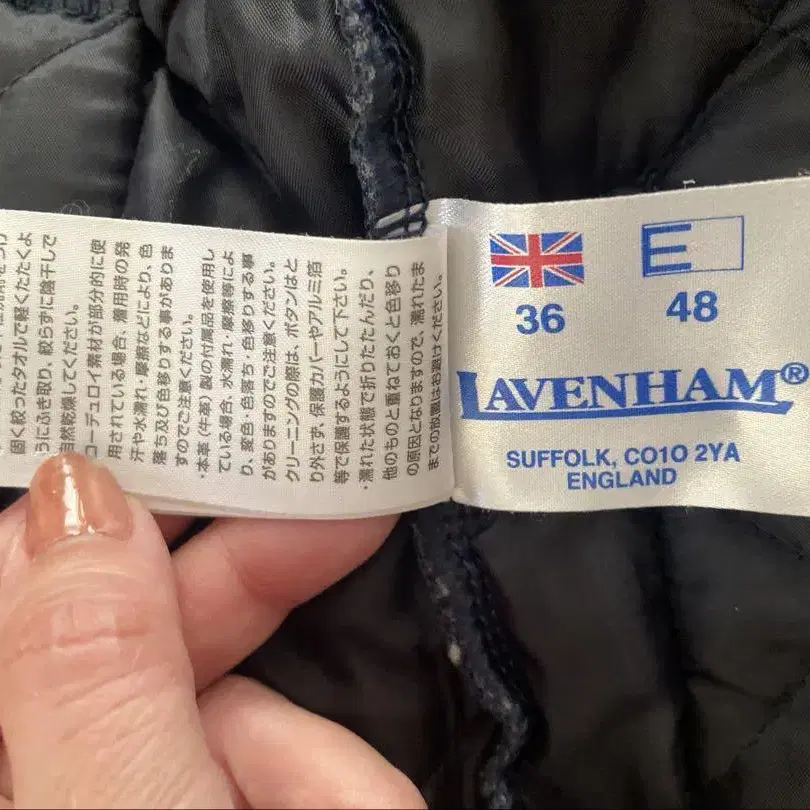 固く絞ったタオルで軽くたたくよ
うにふき取り、絞らずに陰干しで
自然乾燥してください。
コーデュロイ素材が部分的に使
用されている場合、着用時の発
汗や水濡れ・摩擦などにより、色
落ち及び色移りする事がありま
すのでご注意ください。
・本革(牛革)製の付属品を使用し
ている場合、水濡れ・摩擦等によ
り、変色・色落ち・色移りする事
がありますのでご注意ください。
クリーニングの際は、ボタンはと
り外さず、保護カバーやアルミ箔
等で保護するようにして下さい。
・濡れた状態で折りたたんだり、
他のものと重ねておくと色移り
の原因となりますので、濡れたま
までの放置はお避けください。
36
E
48
LAVENHAM®
SUFFOLK, CO10 2YA
ENGLAND